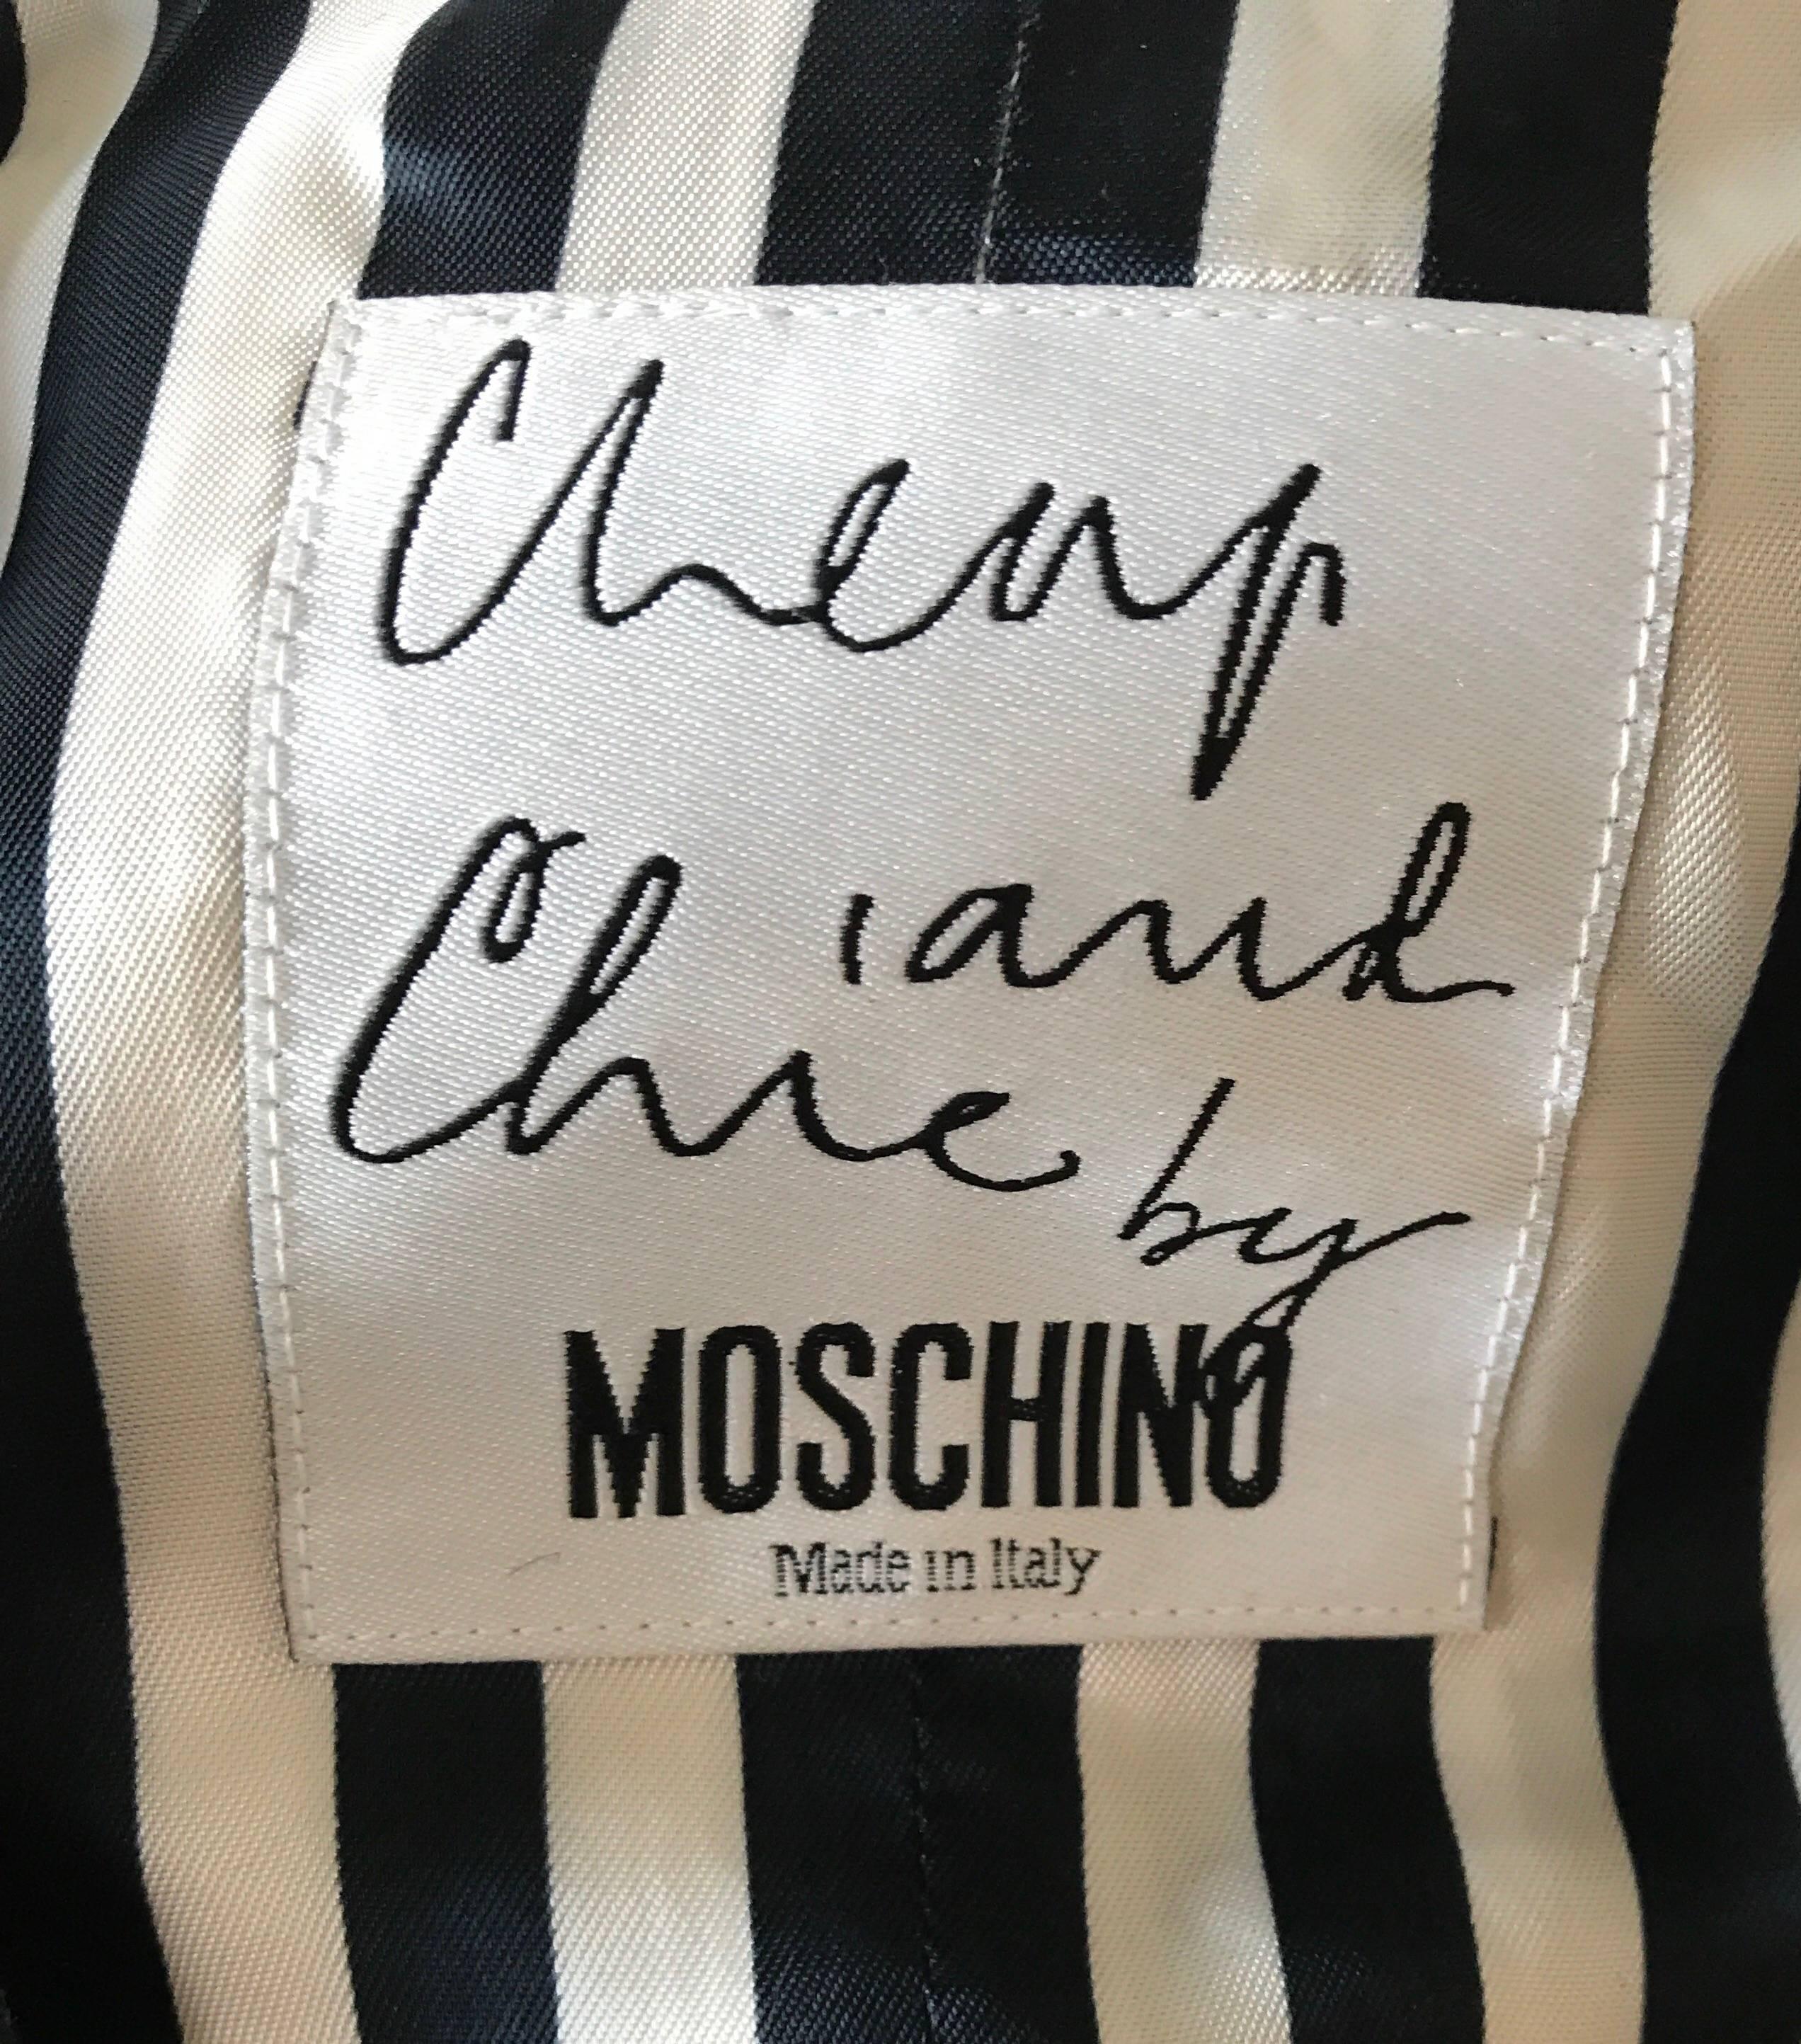 Cheap
and
Chic by
MOSCHINO
Made in Italy